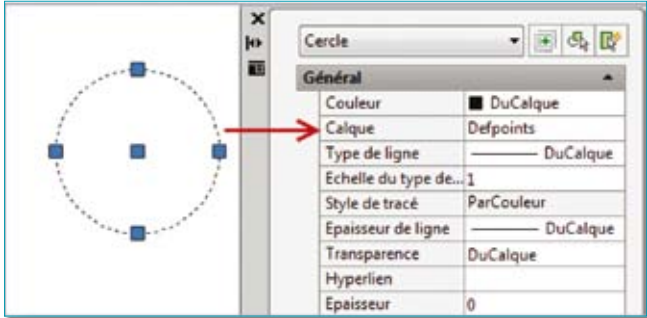 Cercle
Général
Couleur DuCalque
Calque Defpoints
Type de ligne DuCalque
Echelle du type de... 1
Style de tracé ParCouleur
Epaisseur de ligne DuCalque
Transparence DuCalque
Hyperlien
Epaisseur 0